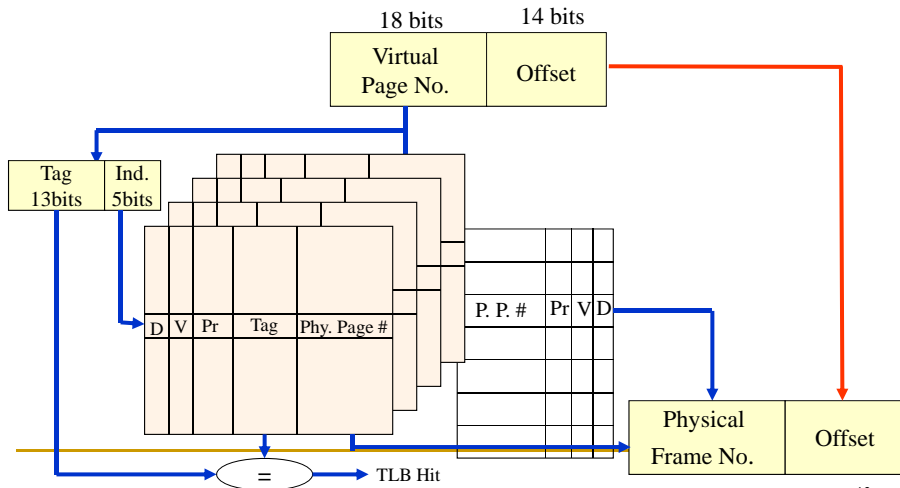 18 bits
14 bits
Virtual
Page No.
Offset
Tag
13bits
Ind.
5bits
D V Pr Tag Phy. Page #
P. P. # Pr V D
Physical
Frame No.
Offset
= TLB Hit